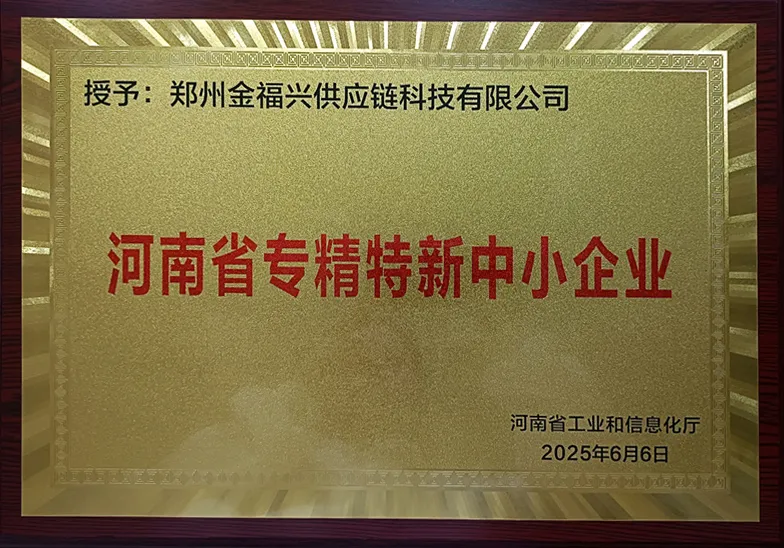 授予：郑州金福兴供应链科技有限公司
河南省专精特新中小企业
河南省工业和信息化厅
2025年6月6日